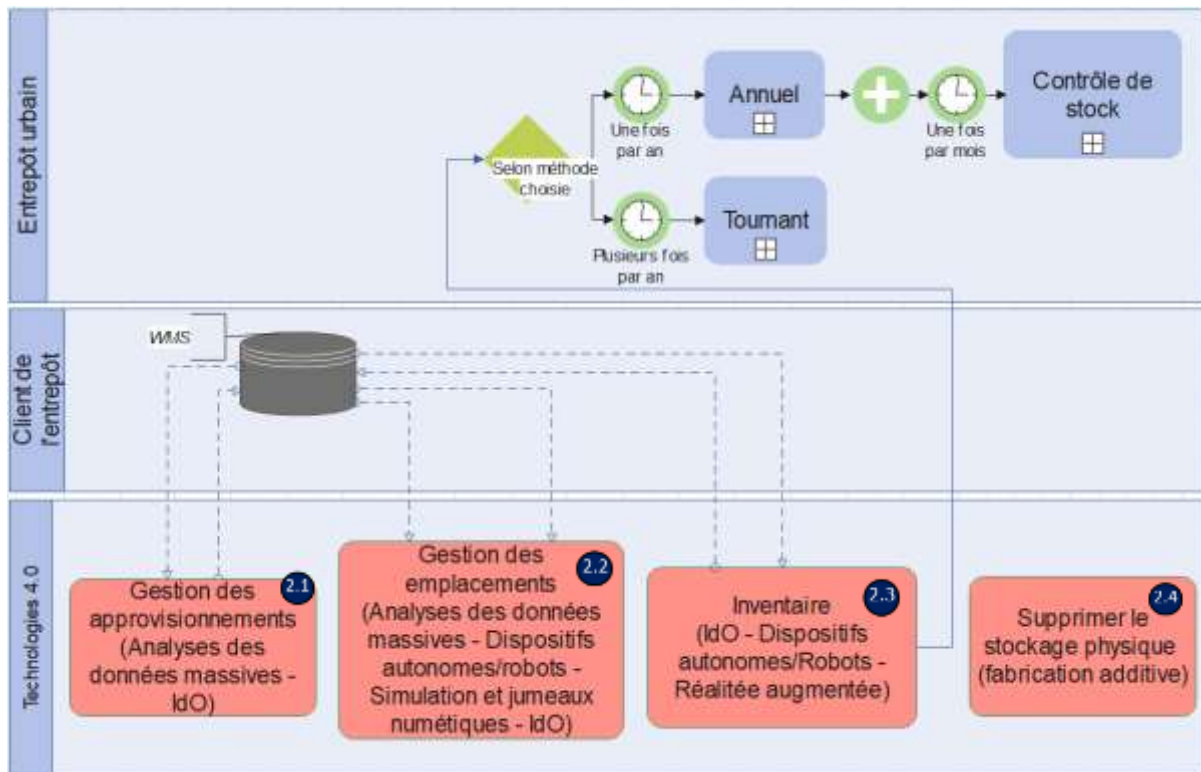 Entrepôt urbain
Selon méthode
choisie
Une fois
par an
Annuel
Une fois
par mois
Contrôle de
stock
Plusieurs fois
par an
Tournant
Client de
l'entrepôt
WMS
Technologies 4.0
2.1
Gestion des
approvisionnements
(Analyses des
données massives -
IdO)
2.2
Gestion des
emplacements
(Analyses des données
massives - Dispositifs
autonomes/robots -
Simulation et jumeaux
numétiques - IdO)
2.3
Inventaire
(IdO - Dispositifs
autonomes/Robots -
Réalitée augmentée)
2.4
Supprimer le
stockage physique
(fabrication additive)